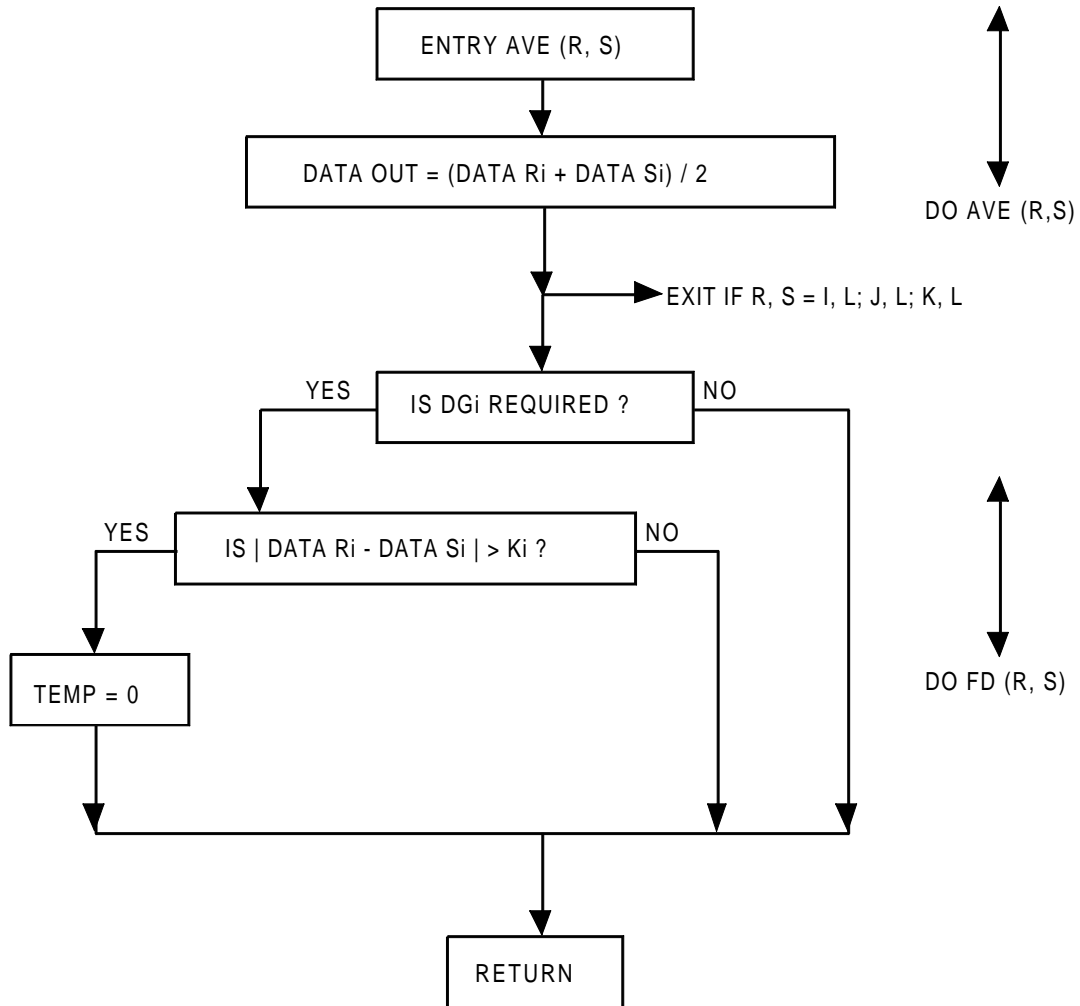 ENTRY AVE (R, S)
DATA OUT = (DATA Ri + DATA Si) / 2
DO AVE (R,S)
EXIT IF R, S = I, L; J, L; K, L
YES
IS DGi REQUIRED ?
NO
YES
IS | DATA Ri - DATA Si | > Ki ?
NO
TEMP = 0
DO FD (R, S)
RETURN